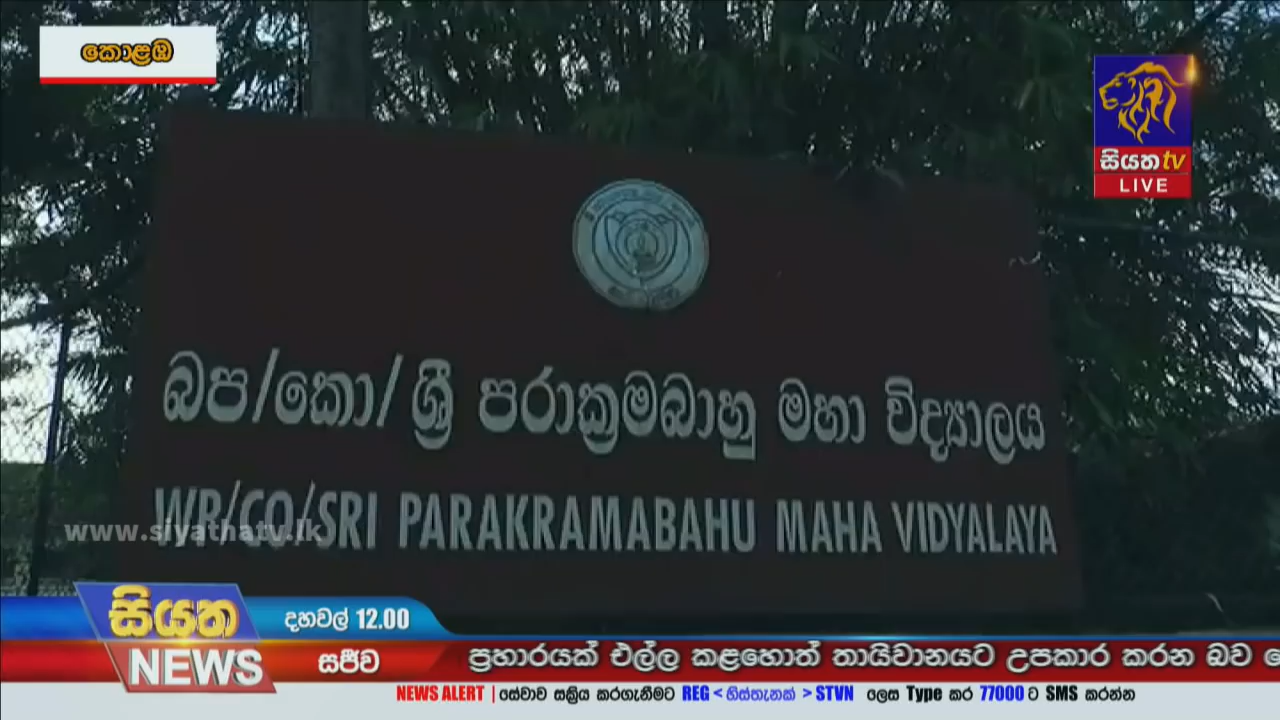 කොළඹ
සියත tv
LIVE
බප/කො/ශ්‍රී පරාක්‍රමබාහු මහා විද්‍යාලය
WP/CO/SRI PARAKRAMABAHU MAHA VIDYALAYA
www.siyathatv.lk
සියත
NEWS
දහවල් 12.00
සජීව
ප්‍රහාරයක් එල්ල කළහොත් තායිවානයට උපකාර කරන බව
NEWS ALERT | සේවාව සක්‍රිය කරගැනීමට REG < හිස්තැනක් > STVN ලෙස Type කර 77000 ට SMS කරන්න